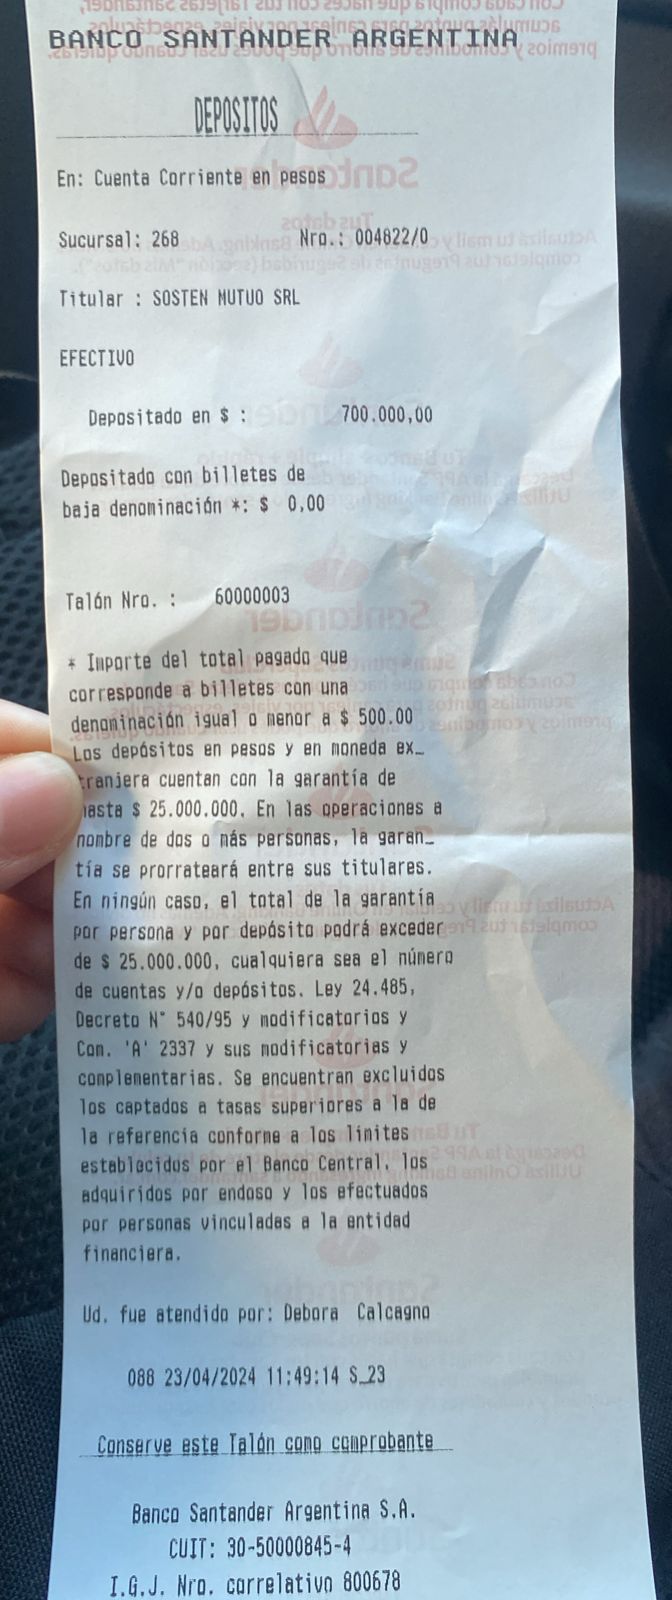 BANCO SANTANDER ARGENTINA
DEPOSITOS
En: Cuenta Corriente en pesos
Sucursal: 268 Nro.: 004822/0
Titular : SOSTEN MUTUO SRL
EFECTIVO
Depositado en $ : 700.000,00
Depositado con billetes de
baja denominación *: $ 0,00
Talón Nro. : 60000003
* Importe del total pagado que
corresponde a billetes con una
denominación igual o menor a $ 500.00
Los depósitos en pesos y en moneda ex_
tranjera cuentan con la garantía de
hasta $ 25.000.000. En las operaciones a
nombre de dos o más personas, la garan_
tía se prorrateará entre sus titulares.
En ningún caso, el total de la garantía
por persona y por depósito podrá exceder
de $ 25.000.000, cualquiera sea el número
de cuentas y/o depósitos. Ley 24.485,
Decreto N° 540/95 y modificatorios y
Com. 'A' 2337 y sus modificatorias y
complementarias. Se encuentran excluidos
los captados a tasas superiores a la de
la referencia conforme a los límites
establecidos por el Banco Central, los
adquiridos por endoso y los efectuados
por personas vinculadas a la entidad
financiera.
Ud. fue atendido por: Debora Calcagno
088 23/04/2024 11:49:14 S_23
Conserve este Talón como comprobante
Banco Santander Argentina S.A.
CUIT: 30-50000845-4
I.G.J. Nro. correlativo 800678